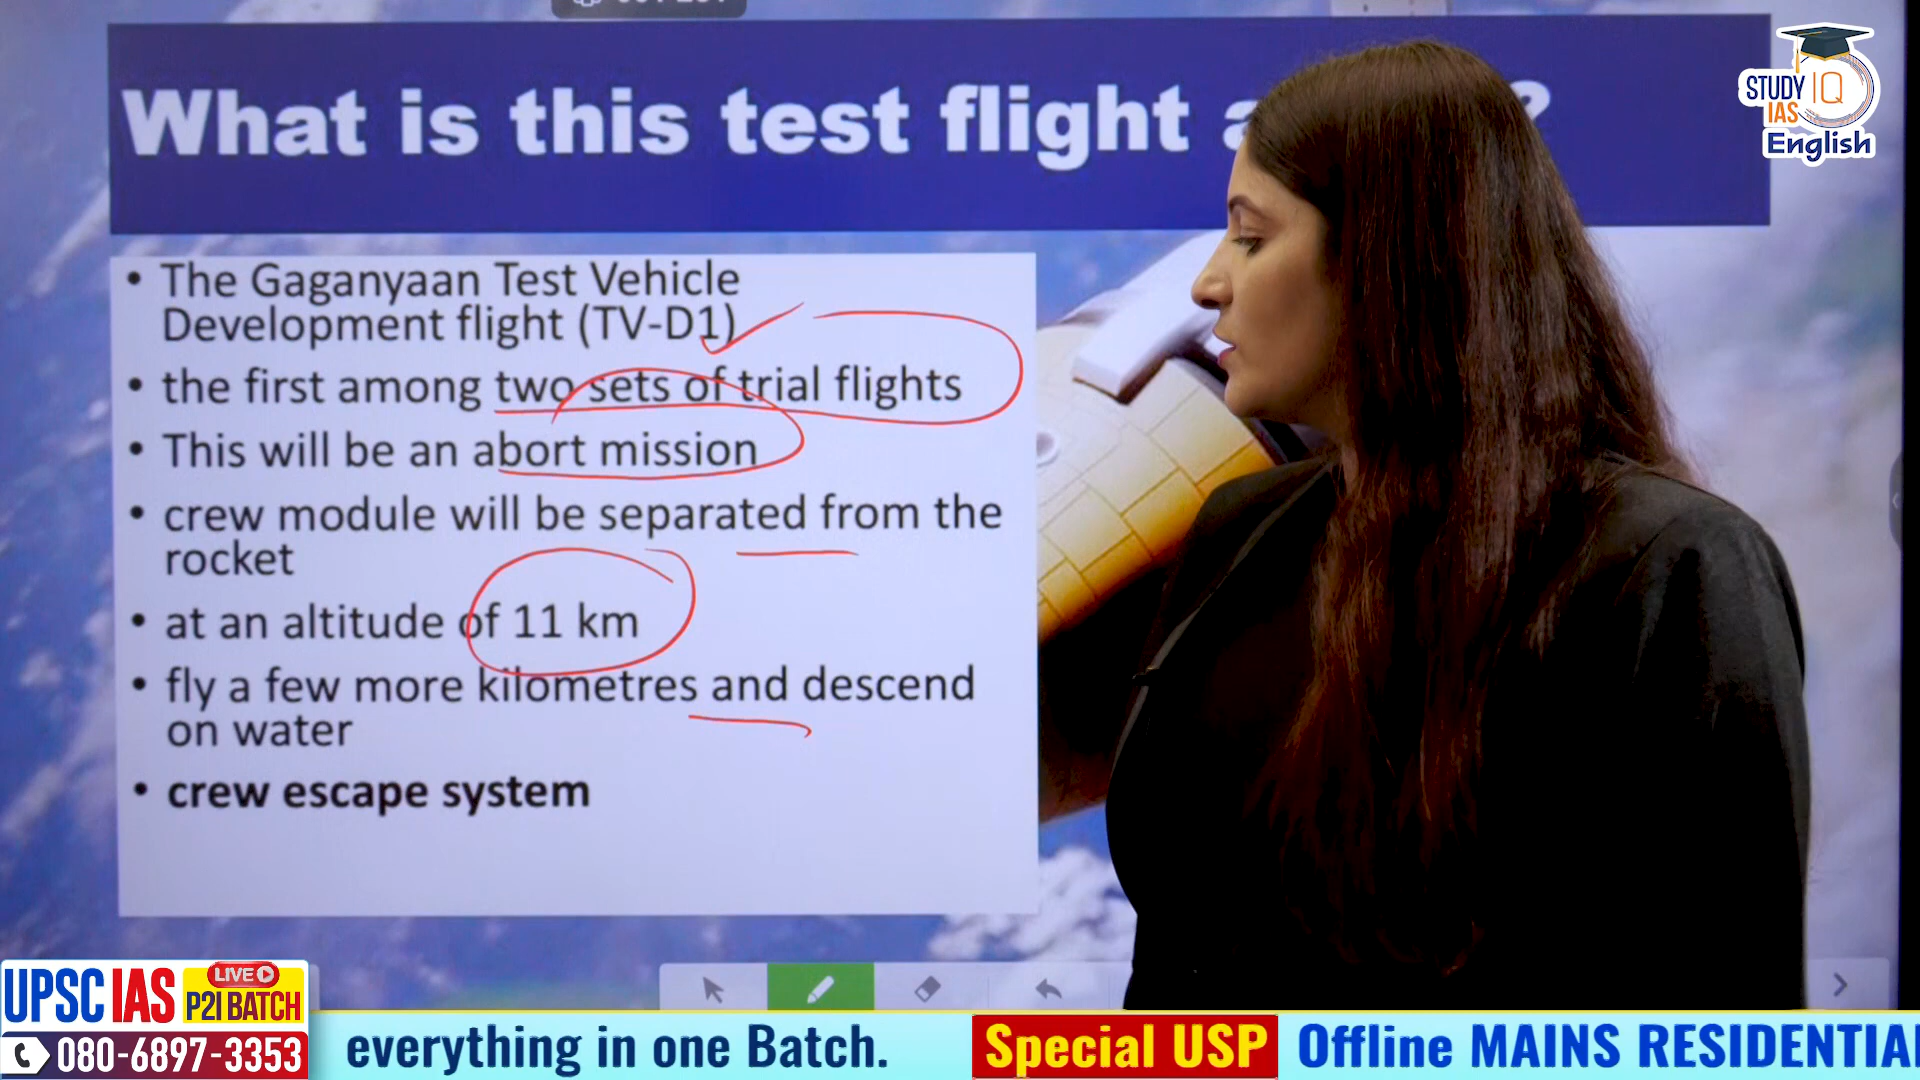 What is this test flight a ?
STUDY IQ
IAS
English
• The Gaganyaan Test Vehicle
Development flight (TV-D1)
• the first among two sets of trial flights
• This will be an abort mission
• crew module will be separated from the
rocket
• at an altitude of 11 km
• fly a few more kilometres and descend
on water
• crew escape system
UPSC IAS LIVE
P2I BATCH
080-6897-3353
everything in one Batch. Special USP Offline MAINS RESIDENTIAL